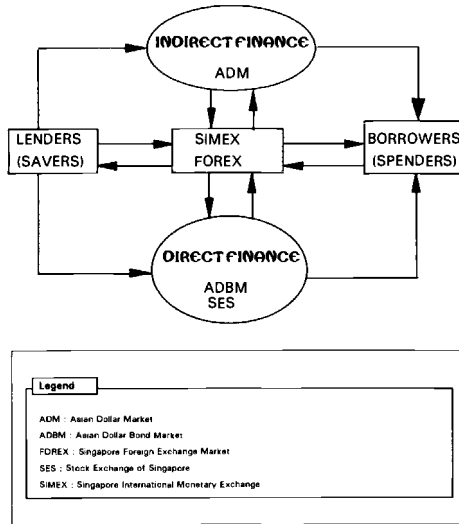 INDIRECT FINANCE
ADM
LENDERS
(SAVERS)
SIMEX
FOREX
BORROWERS
(SPENDERS)
DIRECT FINANCE
ADBM
SES
Legend
ADM : Asian Dollar Market
ADBM : Asian Dollar Bond Market
FOREX : Singapore Foreign Exchange Market
SES : Stock Exchange of Singapore
SIMEX : Singapore International Monetary Exchange